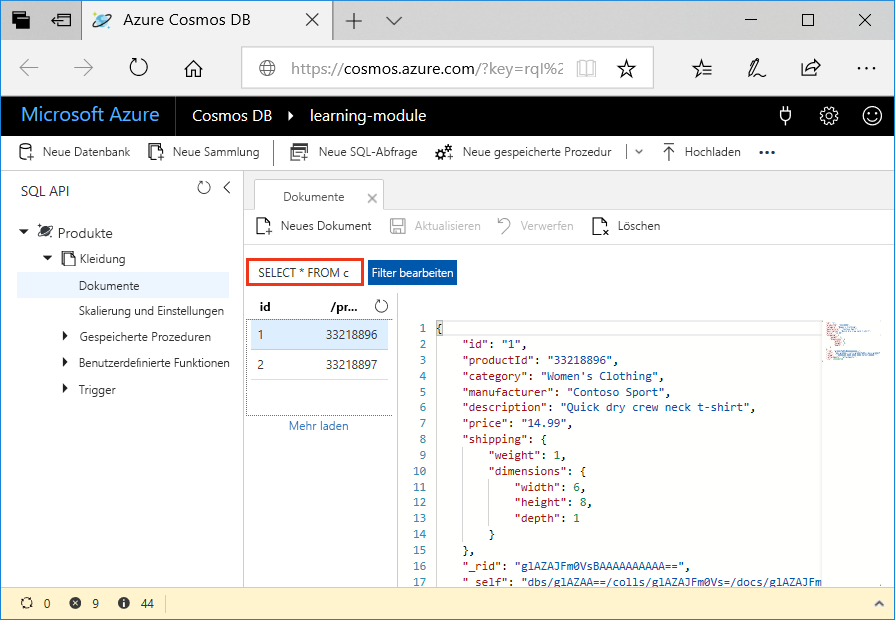 Azure Cosmos DB
https://cosmos.azure.com/?key=rql%2
Microsoft Azure Cosmos DB learning-module
Neue Datenbank Neue Sammlung Neue SQL-Abfrage Neue gespeicherte Prozedur Hochladen
SQL API
Dokumente
Neues Dokument Aktualisieren Verwerfen Löschen
Produkte
Kleidung
Dokumente
Skalierung und Einstellungen
Gespeicherte Prozeduren
Benutzerdefinierte Funktionen
Trigger
SELECT * FROM c Filter bearbeiten
id /pr...
1 33218896
2 33218897
Mehr laden
1 {
2 "id": "1",
3 "productId": "33218896",
4 "category": "Women's Clothing",
5 "manufacturer": "Contoso Sport",
6 "description": "Quick dry crew neck t-shirt",
7 "price": "14.99",
8 "shipping": {
9 "weight": 1,
10 "dimensions": {
11 "width": 6,
12 "height": 8,
13 "depth": 1
14 }
15 },
16 "_rid": "glAZAJFm0VsBAAAAAAAAAA==",
17 "_self": "dbs/glAZAA==/colls/glAZAJFm0Vs=/docs/glAZAJFm
0 9 44